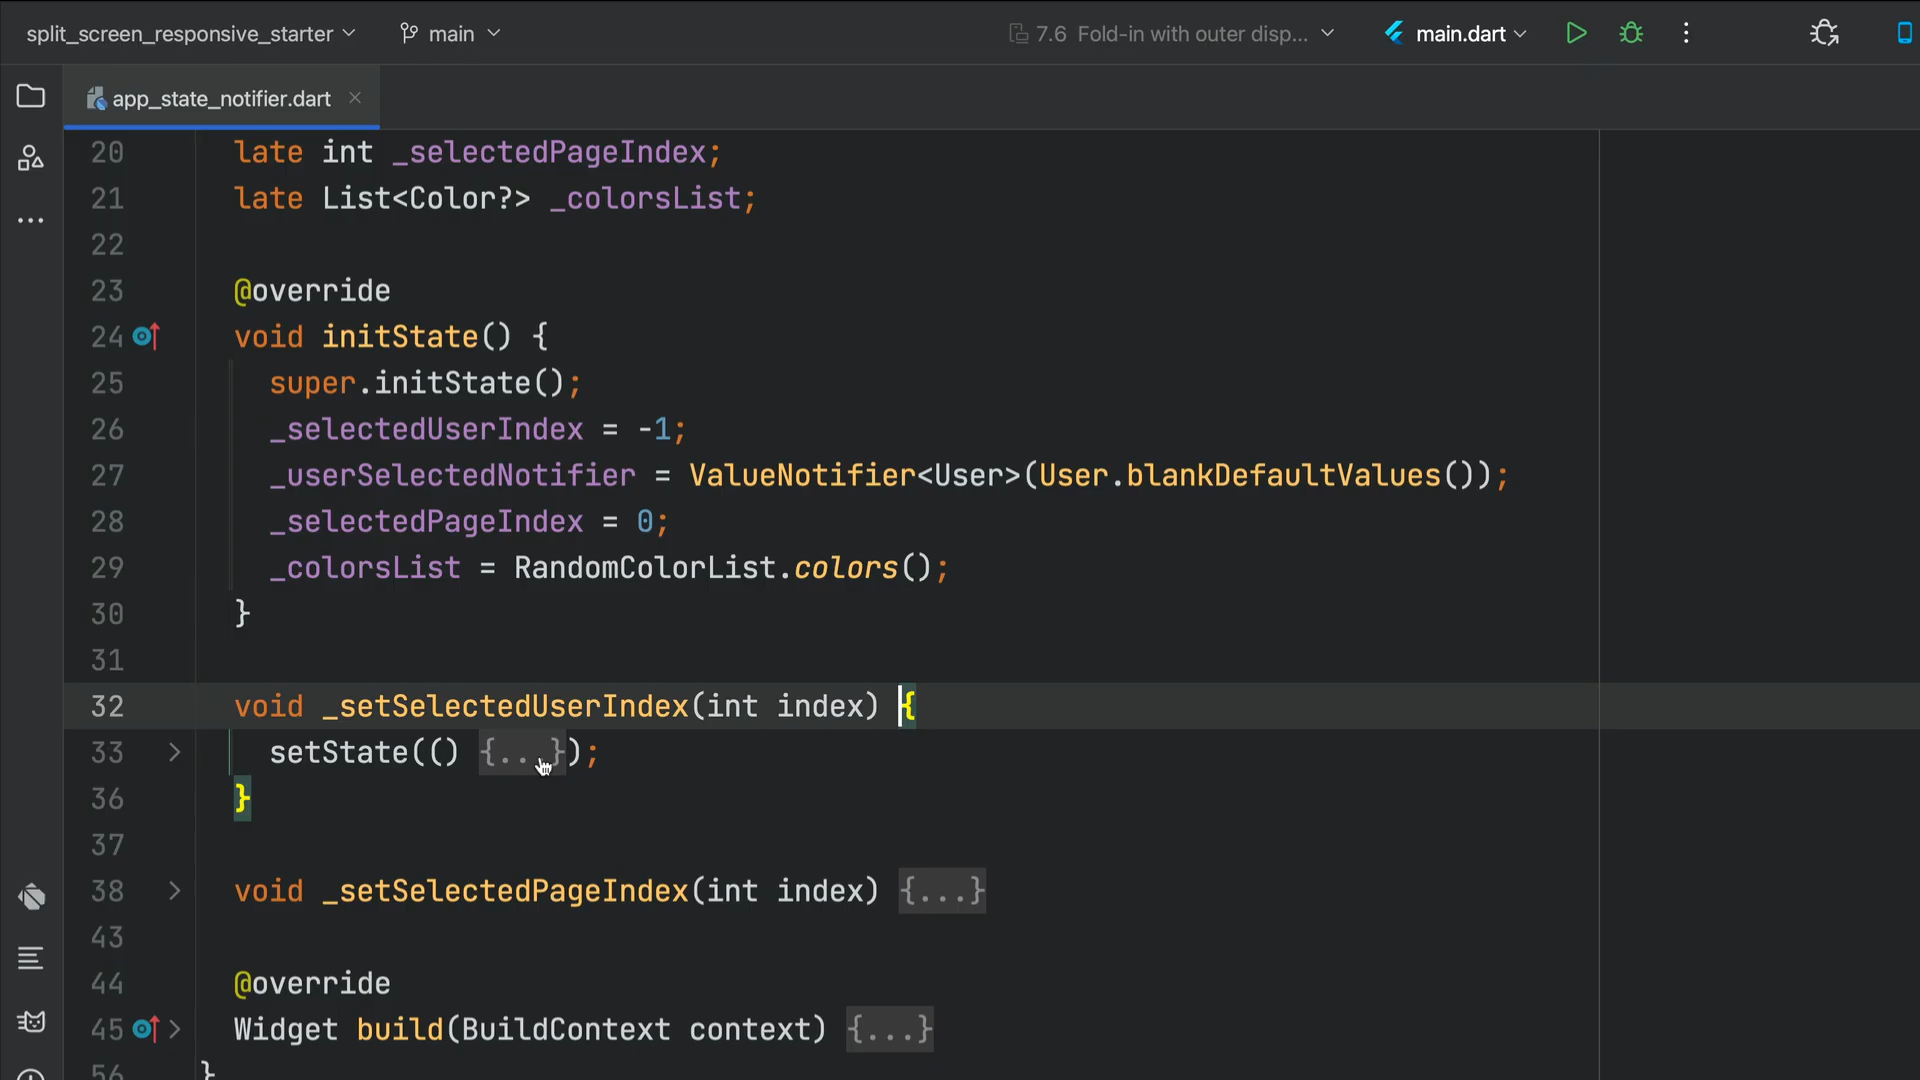 split_screen_responsive_starter main 7.6 Fold-in with outer disp... main.dart
app_state_notifier.dart
20 late int _selectedPageIndex;
21 late List<Color?> _colorsList;
22
23 @override
24 void initState() {
25 super.initState();
26 _selectedUserIndex = -1;
27 _userSelectedNotifier = ValueNotifier<User>(User.blankDefaultValues());
28 _selectedPageIndex = 0;
29 _colorsList = RandomColorList.colors();
30 }
31
32 void _setSelectedUserIndex(int index) {
33 setState(() {...});
36 }
37
38 void _setSelectedPageIndex(int index) {...}
43
44 @override
45 Widget build(BuildContext context) {...}
56 }